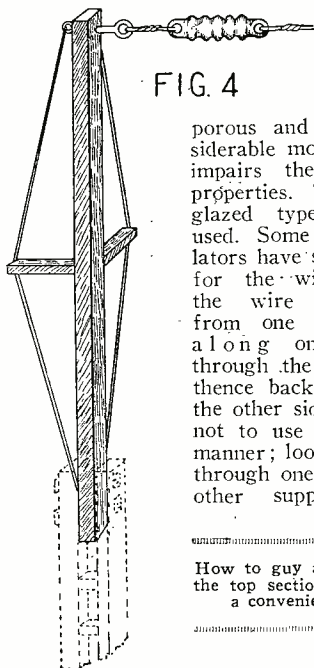 FIG. 4
porous and
siderable mo
impairs the
properties.
glazed type
used. Some
lators have s
for the wi
the wire
from one
along on
through the
thence back
the other sid
not to use
manner; loo
through one
other supp
How to guy a
the top section
a convenie